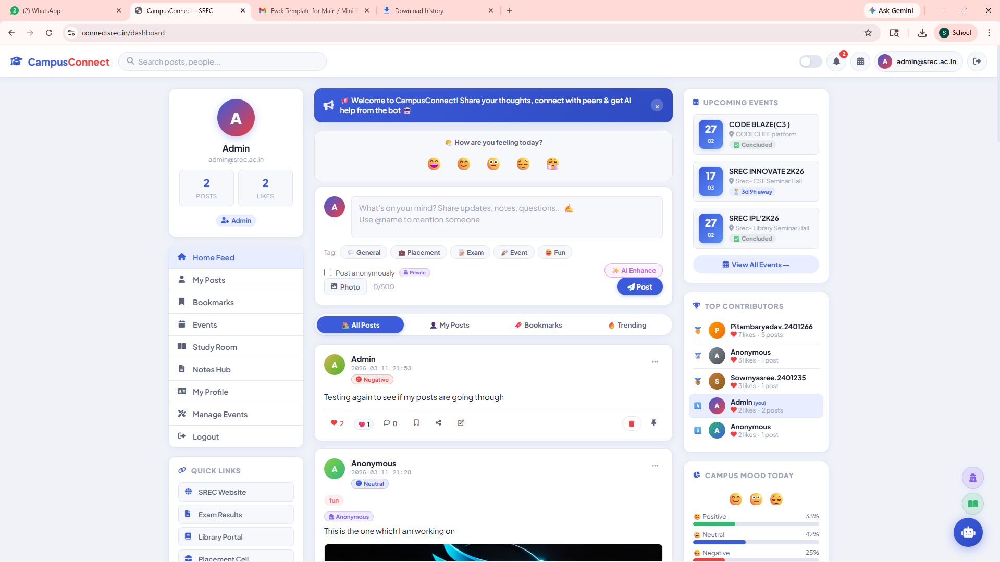 (2) WhatsApp
CampusConnect – SREC
Fwd: Template for Main / Mini
Download history
Ask Gemini
connectsrec.in/dashboard
S
School
CampusConnect
Search posts, people...
2
A
admin@srec.ac.in
A
Admin
admin@srec.ac.in
2
POSTS
2
LIKES
Admin
Home Feed
My Posts
Bookmarks
Events
Study Room
Notes Hub
My Profile
Manage Events
Logout
QUICK LINKS
SREC Website
Exam Results
Library Portal
Placement Cell
Welcome to CampusConnect! Share your thoughts, connect with peers & get AI
help from the bot
×
How are you feeling today?
A
What's on your mind? Share updates, notes, questions...
Use @name to mention someone
Tag:
General
Placement
Exam
Event
Fun
Post anonymously
Private
AI Enhance
Photo
0/500
Post
All Posts
My Posts
Bookmarks
Trending
A
Admin
2026-03-11 21:53
Negative
Testing again to see if my posts are going through
2
1
0
A
Anonymous
2026-03-11 21:28
Neutral
fun
Anonymous
This is the one which I am working on
UPCOMING EVENTS
27
02
CODE BLAZE(C3 )
CODECHEF platform
Concluded
17
03
SREC INNOVATE 2K26
Srec- CSE Seminar Hall
3d 9h away
27
02
SREC IPL'2K26
Srec- Library Seminar Hall
Concluded
View All Events →
TOP CONTRIBUTORS
P
Pitambaryadav.2401266
7 likes · 5 posts
A
Anonymous
3 likes · 1 post
S
Sowmyasree.2401235
3 likes · 1 post
4
A
Admin (you)
2 likes · 2 posts
5
A
Anonymous
2 likes · 1 post
CAMPUS MOOD TODAY
Positive
33%
Neutral
42%
Negative
25%